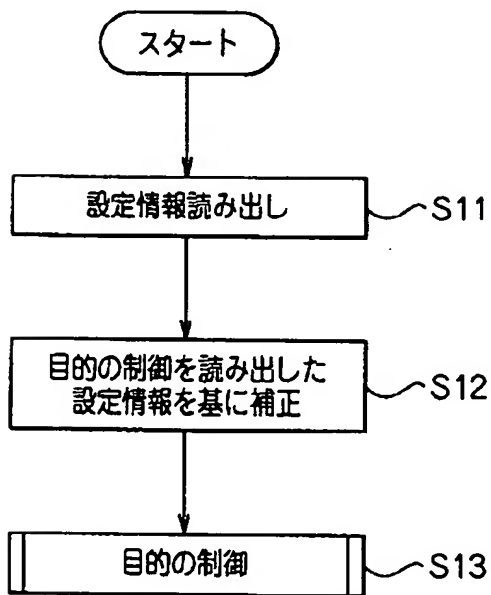 スタート
設定情報読み出し
S11
目的の制御を読み出した
設定情報を基に補正
S12
目的の制御
S13